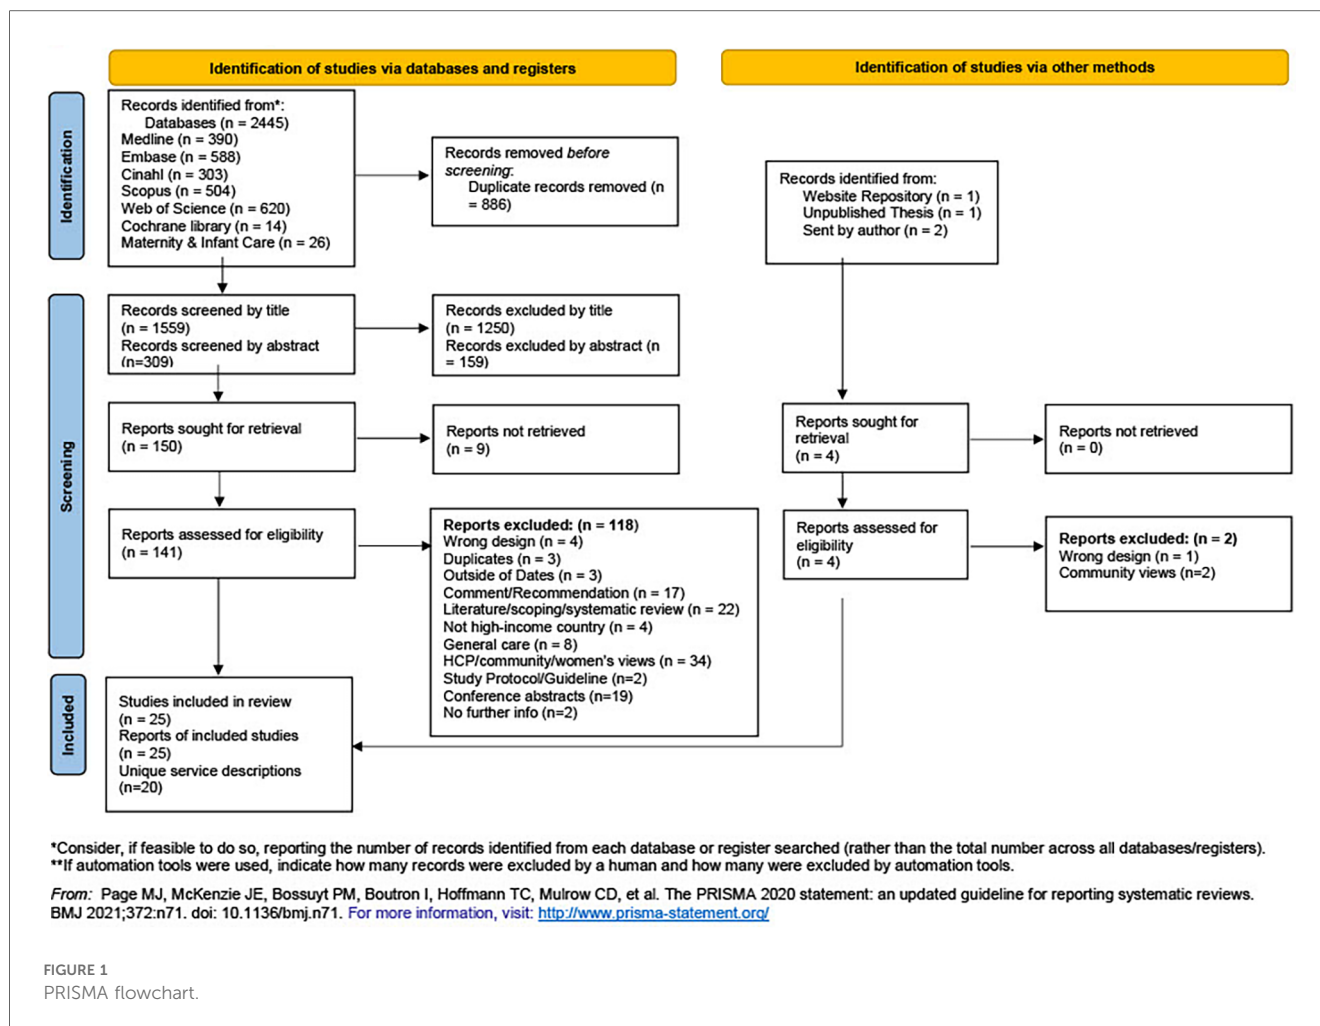 Identification of studies via databases and registers
Identification of studies via other methods
Identification
Records identified from*:
Databases (n = 2445)
Medline (n = 390)
Embase (n = 588)
Cinahl (n = 303)
Scopus (n = 504)
Web of Science (n = 620)
Cochrane library (n = 14)
Maternity & Infant Care (n = 26)
Records removed before
screening:
Duplicate records removed (n
= 886)
Records identified from:
Website Repository (n = 1)
Unpublished Thesis (n = 1)
Sent by author (n = 2)
Screening
Records screened by title
(n = 1559)
Records screened by abstract
(n=309)
Records excluded by title
(n = 1250)
Records excluded by abstract (n
= 159)
Reports sought for retrieval
(n = 150)
Reports not retrieved
(n = 9)
Reports sought for
retrieval
(n = 4)
Reports not retrieved
(n = 0)
Reports assessed for eligibility
(n = 141)
Reports excluded: (n = 118)
Wrong design (n = 4)
Duplicates (n = 3)
Outside of Dates (n = 3)
Comment/Recommendation (n = 17)
Literature/scoping/systematic review (n = 22)
Not high-income country (n = 4)
General care (n = 8)
HCP/community/women's views (n = 34)
Study Protocol/Guideline (n=2)
Conference abstracts (n=19)
No further info (n=2)
Reports assessed for
eligibility
(n = 4)
Reports excluded: (n = 2)
Wrong design (n = 1)
Community views (n=2)
Included
Studies included in review
(n = 25)
Reports of included studies
(n = 25)
Unique service descriptions
(n=20)
*Consider, if feasible to do so, reporting the number of records identified from each database or register searched (rather than the total number across all databases/registers).
**If automation tools were used, indicate how many records were excluded by a human and how many were excluded by automation tools.
From: Page MJ, McKenzie JE, Bossuyt PM, Boutron I, Hoffmann TC, Mulrow CD, et al. The PRISMA 2020 statement: an updated guideline for reporting systematic reviews.
BMJ 2021;372:n71. doi: 10.1136/bmj.n71. For more information, visit: http://www.prisma-statement.org/
FIGURE 1
PRISMA flowchart.